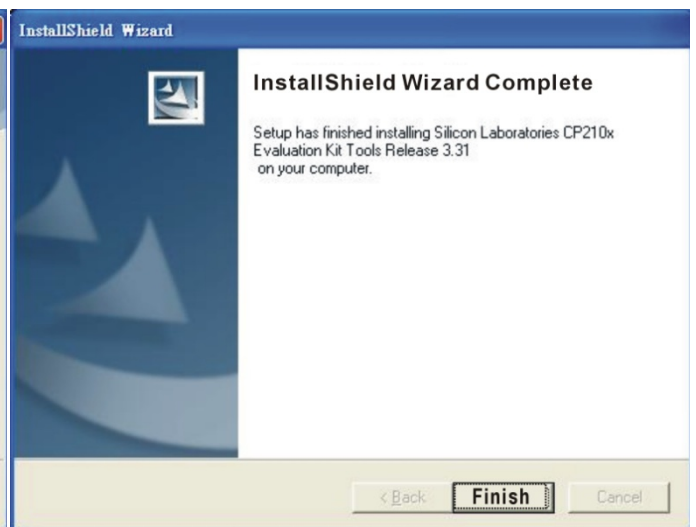 InstallShield Wizard
InstallShield Wizard Complete
Setup has finished installing Silicon Laboratories CP210x
Evaluation Kit Tools Release 3.31
on your computer.
< Back
Finish
Cancel